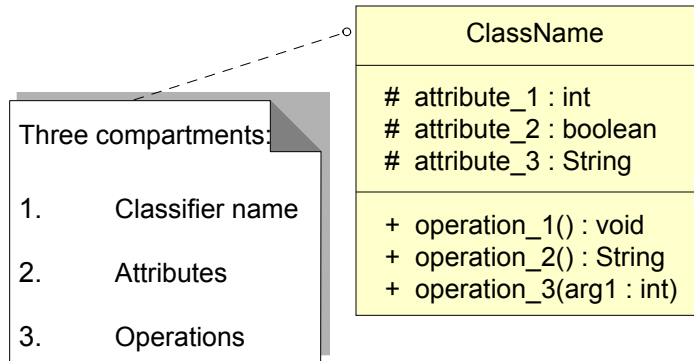 ClassName
# attribute_1 : int
# attribute_2 : boolean
# attribute_3 : String
+ operation_1() : void
+ operation_2() : String
+ operation_3(arg1 : int)
Three compartments:
1. Classifier name
2. Attributes
3. Operations